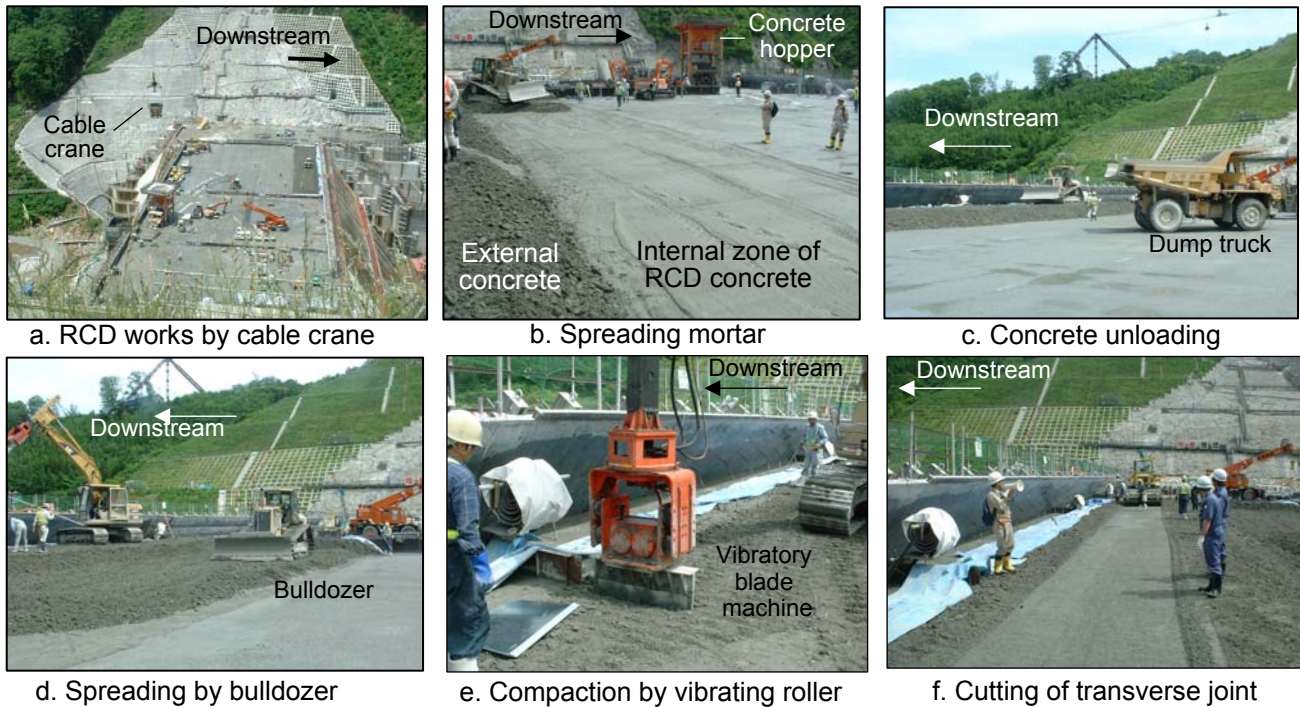 Downstream
Cable
crane
a. RCD works by cable crane
Downstream
Concrete
hopper
External
concrete
Internal zone of
RCD concrete
b. Spreading mortar
Downstream
Dump truck
c. Concrete unloading
Downstream
Bulldozer
d. Spreading by bulldozer
Downstream
Vibratory
blade
machine
e. Compaction by vibrating roller
Downstream
f. Cutting of transverse joint